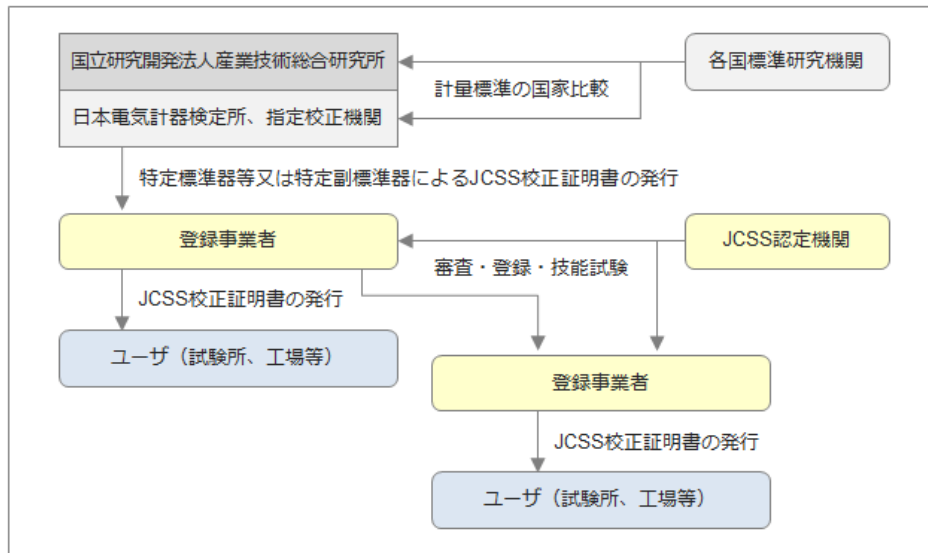 国立研究開発法人産業技術総合研究所
各国標準研究機関
計量標準の国家比較
日本電気計器検定所、指定校正機関
特定標準器等又は特定副標準器によるJCSS校正証明書の発行
登録事業者
JCSS認定機関
審査・登録・技能試験
JCSS校正証明書の発行
ユーザ（試験所、工場等）
登録事業者
JCSS校正証明書の発行
ユーザ（試験所、工場等）